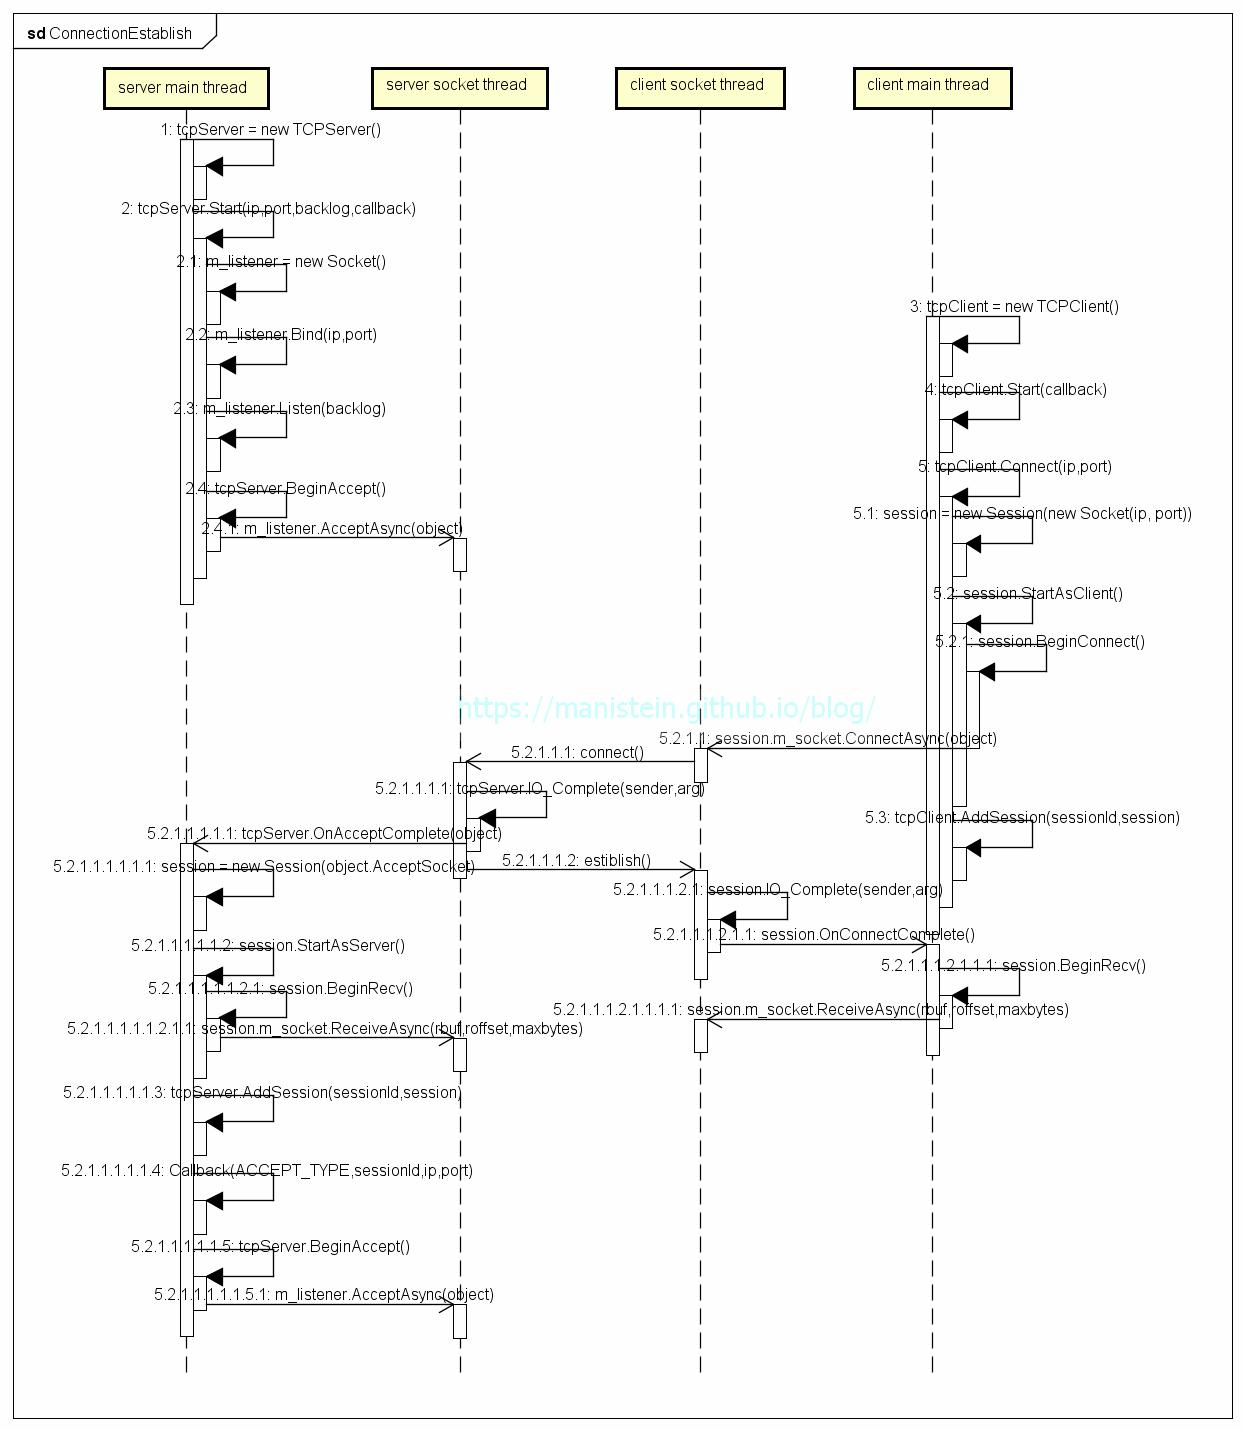 sd ConnectionEstablish
server main thread
server socket thread
client socket thread
client main thread
1: tcpServer = new TCPServer()
2: tcpServer.Start(ip,port,backlog,callback)
2.1: m_listener = new Socket()
3: tcpClient = new TCPClient()
2.2: m_listener.Bind(ip,port)
4: tcpClient.Start(callback)
2.3: m_listener.Listen(backlog)
5: tcpClient.Connect(ip,port)
2.4: tcpServer.BeginAccept()
5.1: session = new Session(new Socket(ip, port))
2.4.1: m_listener.AcceptAsync(object)
5.2: session.StartAsClient()
5.2.1: session.BeginConnect()
https://manistein.github.io/blog/
5.2.1.1: session.m_socket.ConnectAsync(object)
5.2.1.1.1: connect()
5.2.1.1.1.1: tcpServer.IO_Complete(sender,arg)
5.3: tcpClient.AddSession(sessionId,session)
5.2.1.1.1.1.1: tcpServer.OnAcceptComplete(object)
5.2.1.1.1.2: estiblish()
5.2.1.1.1.1.1.1: session = new Session(object.AcceptSocket)
5.2.1.1.1.2.1: session.IO_Complete(sender,arg)
5.2.1.1.1.2.1.1: session.OnConnectComplete()
5.2.1.1.1.1.1.2: session.StartAsServer()
5.2.1.1.1.2.1.1.1: session.BeginRecv()
5.2.1.1.1.1.1.2.1: session.BeginRecv()
5.2.1.1.1.2.1.1.1.1: session.m_socket.ReceiveAsync(rbuf,roffset,maxbytes)
5.2.1.1.1.1.1.2.1.1: session.m_socket.ReceiveAsync(rbuf,roffset,maxbytes)
5.2.1.1.1.1.1.3: tcpServer.AddSession(sessionId,session)
5.2.1.1.1.1.1.4: Callback(ACCEPT_TYPE,sessionId,ip,port)
5.2.1.1.1.1.1.5: tcpServer.BeginAccept()
5.2.1.1.1.1.1.5.1: m_listener.AcceptAsync(object)